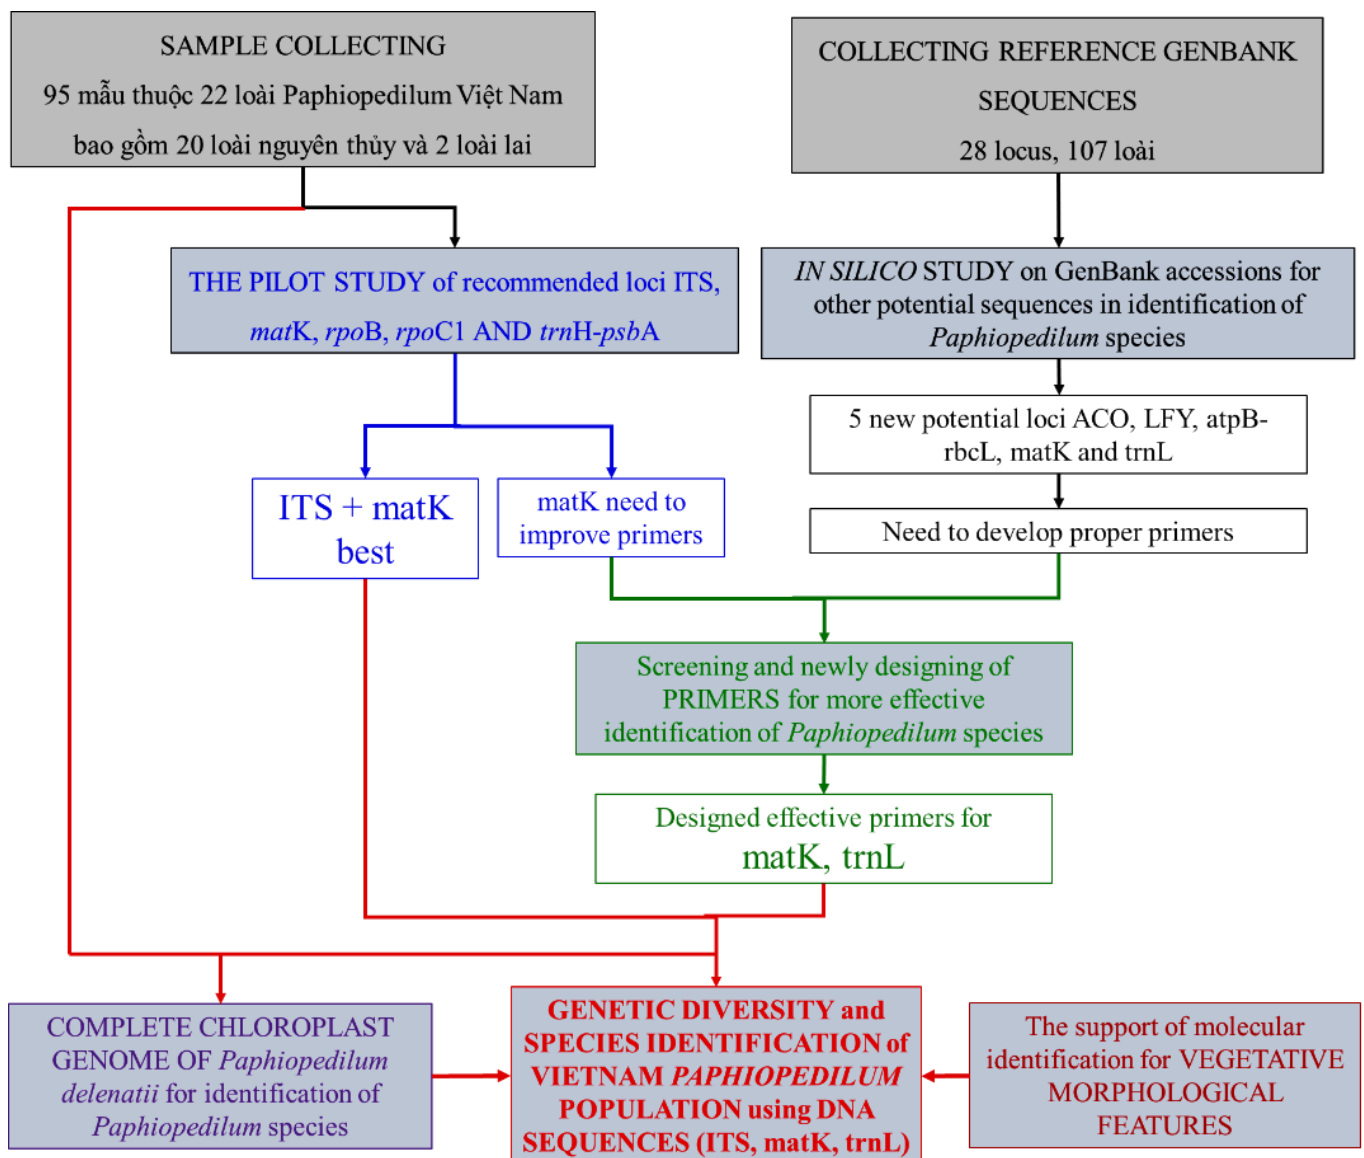 SAMPLE COLLECTING
95 mẫu thuộc 22 loài Paphiopedilum Việt Nam
bao gồm 20 loài nguyên thủy và 2 loài lai
COLLECTING REFERENCE GENBANK
SEQUENCES
28 locus, 107 loài
THE PILOT STUDY of recommended loci ITS,
matK, rpoB, rpoC1 AND trnH-psbA
IN SILICO STUDY on GenBank accessions for
other potential sequences in identification of
Paphiopedilum species
5 new potential loci ACO, LFY, atpB-
rbcL, matK and trnL
ITS + matK
best
matK need to
improve primers
Need to develop proper primers
Screening and newly designing of
PRIMERS for more effective
identification of Paphiopedilum species
Designed effective primers for
matK, trnL
COMPLETE CHLOROPLAST
GENOME OF Paphiopedilum
delenatii for identification of
Paphiopedilum species
GENETIC DIVERSITY and
SPECIES IDENTIFICATION of
VIETNAM PAPHIOPEDILUM
POPULATION using DNA
SEQUENCES (ITS, matK, trnL)
The support of molecular
identification for VEGETATIVE
MORPHOLOGICAL
FEATURES